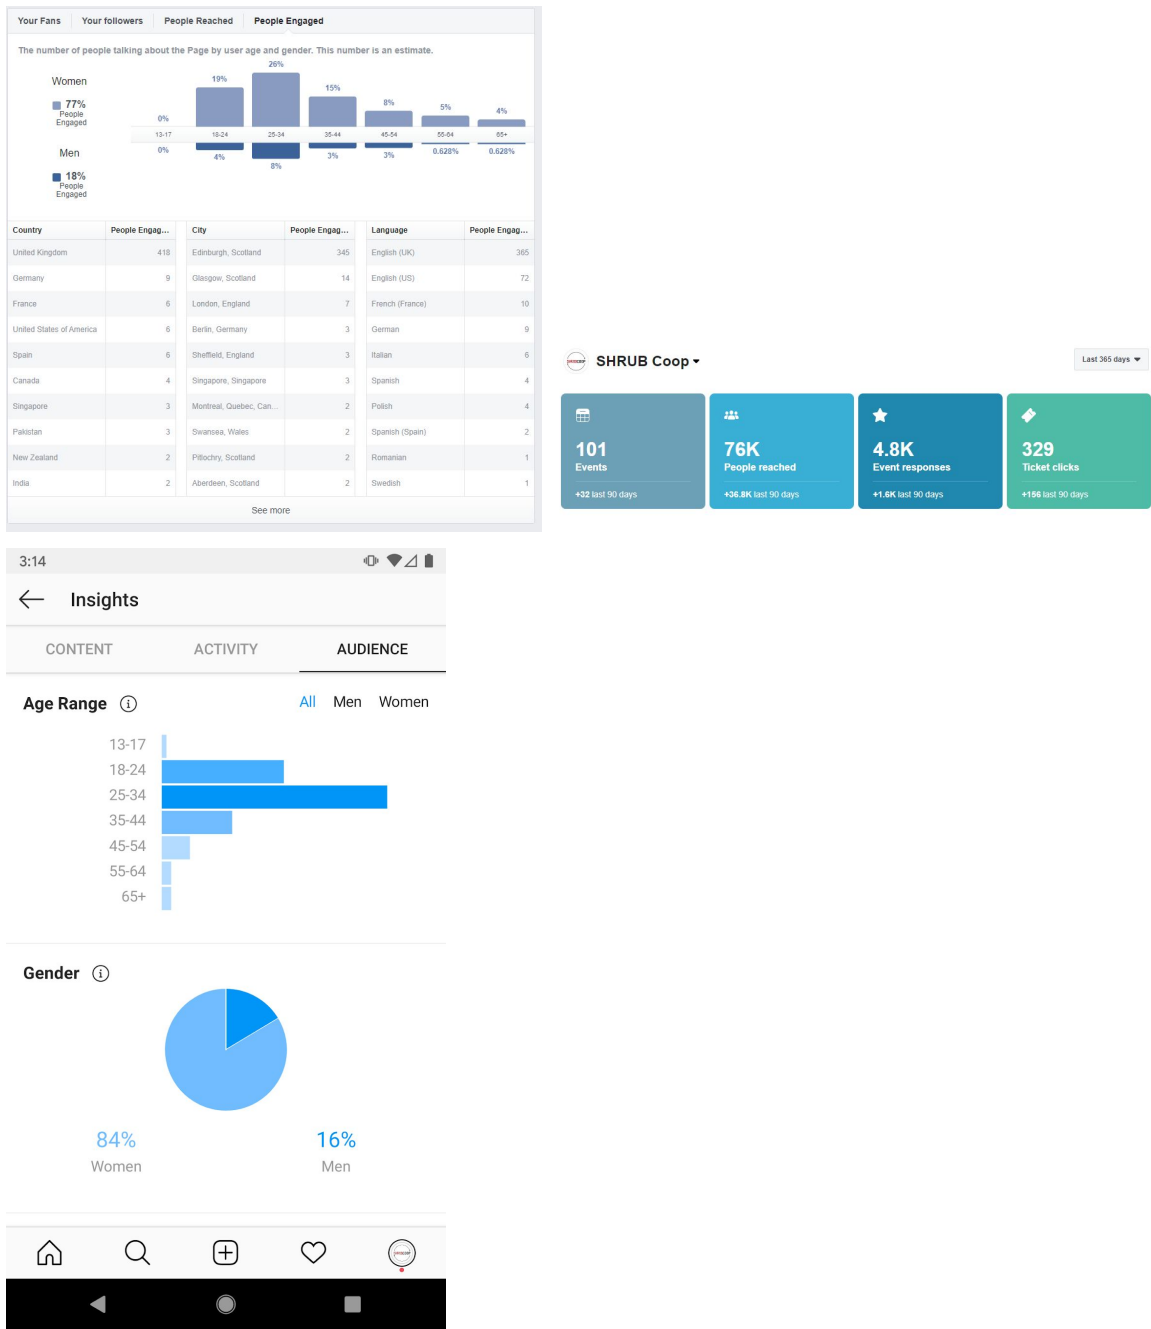 Your Fans Your followers People Reached People Engaged
The number of people talking about the Page by user age and gender. This number is an estimate.
Women
77%
People
Engaged
0% 19% 26% 15% 8% 5% 4%
13-17 18-24 25-34 35-44 45-54 55-64 65+
0% 4% 8% 3% 3% 0.628% 0.628%
Men
18%
People
Engaged
Country People Engag... City People Engag... Language People Engag...
United Kingdom 418 Edinburgh, Scotland 345 English (UK) 365
Germany 9 Glasgow, Scotland 14 English (US) 72
France 6 London, England 7 French (France) 10
United States of America 6 Berlin, Germany 3 German 9
Spain 6 Sheffield, England 3 Italian 6
Canada 4 Singapore, Singapore 3 Spanish 4
Singapore 3 Montreal, Quebec, Can... 2 Polish 4
Pakistan 3 Swansea, Wales 2 Spanish (Spain) 2
New Zealand 2 Pitlochry, Scotland 2 Romanian 1
India 2 Aberdeen, Scotland 2 Swedish 1
See more
SHRUB Coop
Last 365 days
101
Events
+32 last 90 days
76K
People reached
+36.8K last 90 days
4.8K
Event responses
+1.6K last 90 days
329
Ticket clicks
+156 last 90 days
3:14
Insights
CONTENT ACTIVITY AUDIENCE
Age Range
All Men Women
13-17
18-24
25-34
35-44
45-54
55-64
65+
Gender
84%
Women
16%
Men